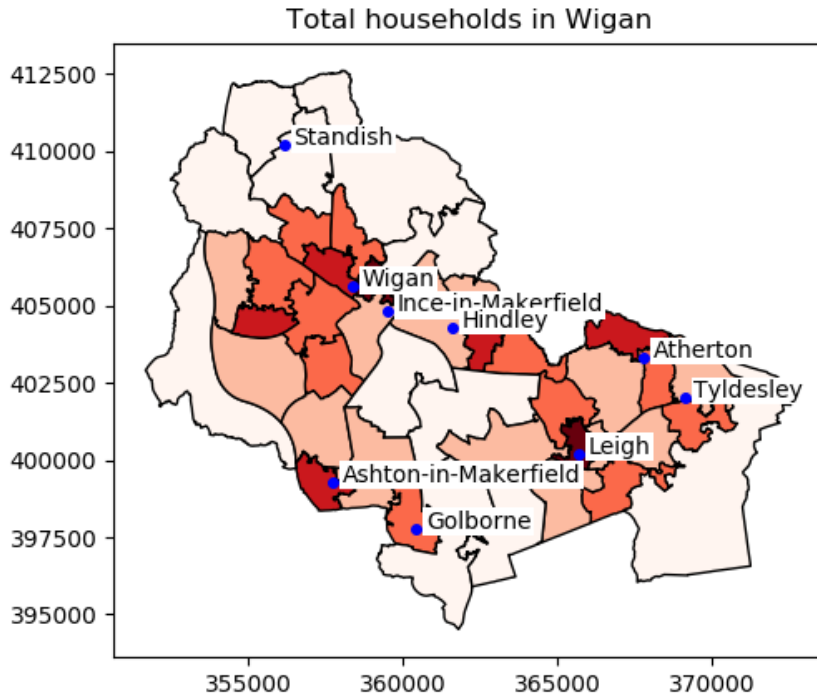 Total households in Wigan
412500
410000
407500
405000
402500
400000
397500
395000
Standish
Wigan
Ince-in-Makerfield
Hindley
Atherton
Tyldesley
Leigh
Ashton-in-Makerfield
Golborne
355000
360000
365000
370000